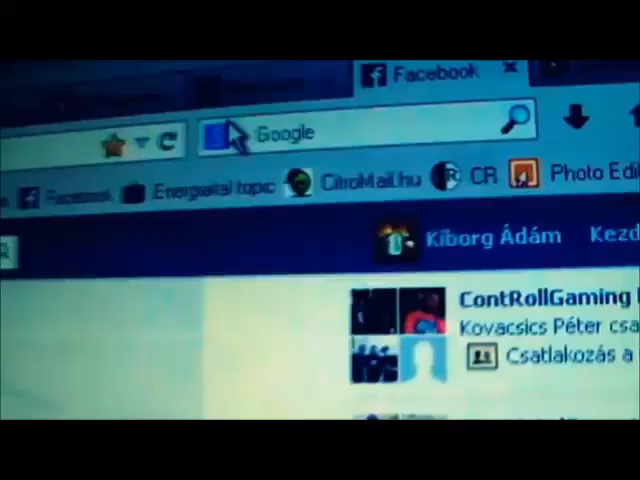 Facebook
Google
Facebook Energiaital topic CitroMail.hu CR Photo Edi
Kiborg Ádám Kezd
ContRollGaming
Kovacsics Péter csa
Csatlakozás a